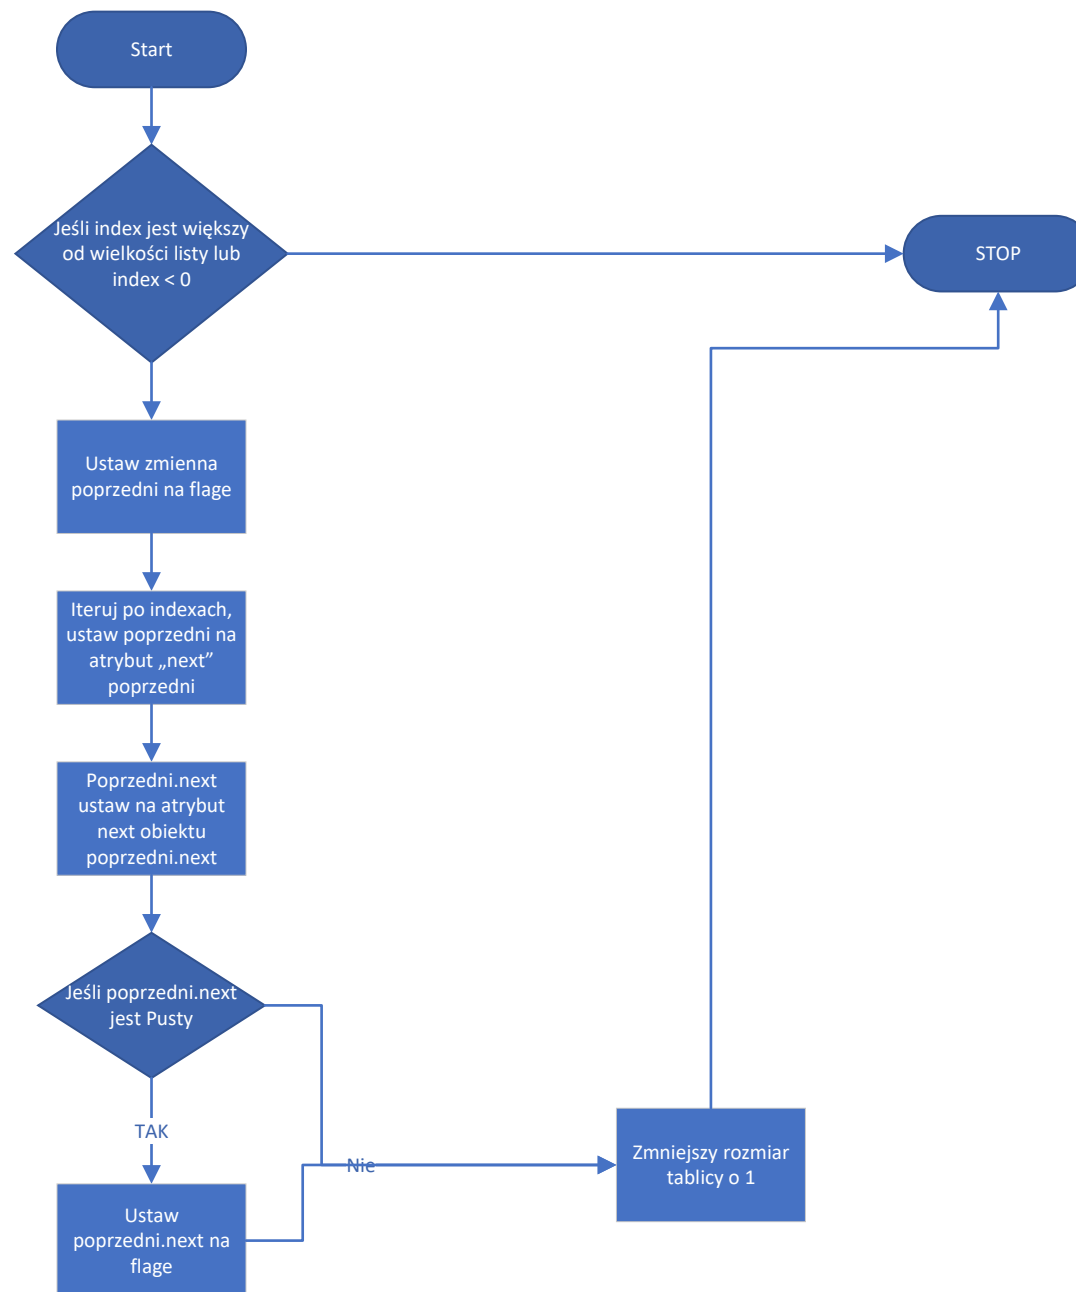 Start
Jeśli index jest większy
od wielkości listy lub
index < 0
STOP
Ustaw zmienna
poprzedni na flage
Iteruj po indexach,
ustaw poprzedni na
atrybut „next”
poprzedni
Poprzedni.next
ustaw na atrybut
next obiektu
poprzedni.next
Jeśli poprzedni.next
jest Pusty
TAK
Nie
Zmniejszy rozmiar
tablicy o 1
Ustaw
poprzedni.next na
flage